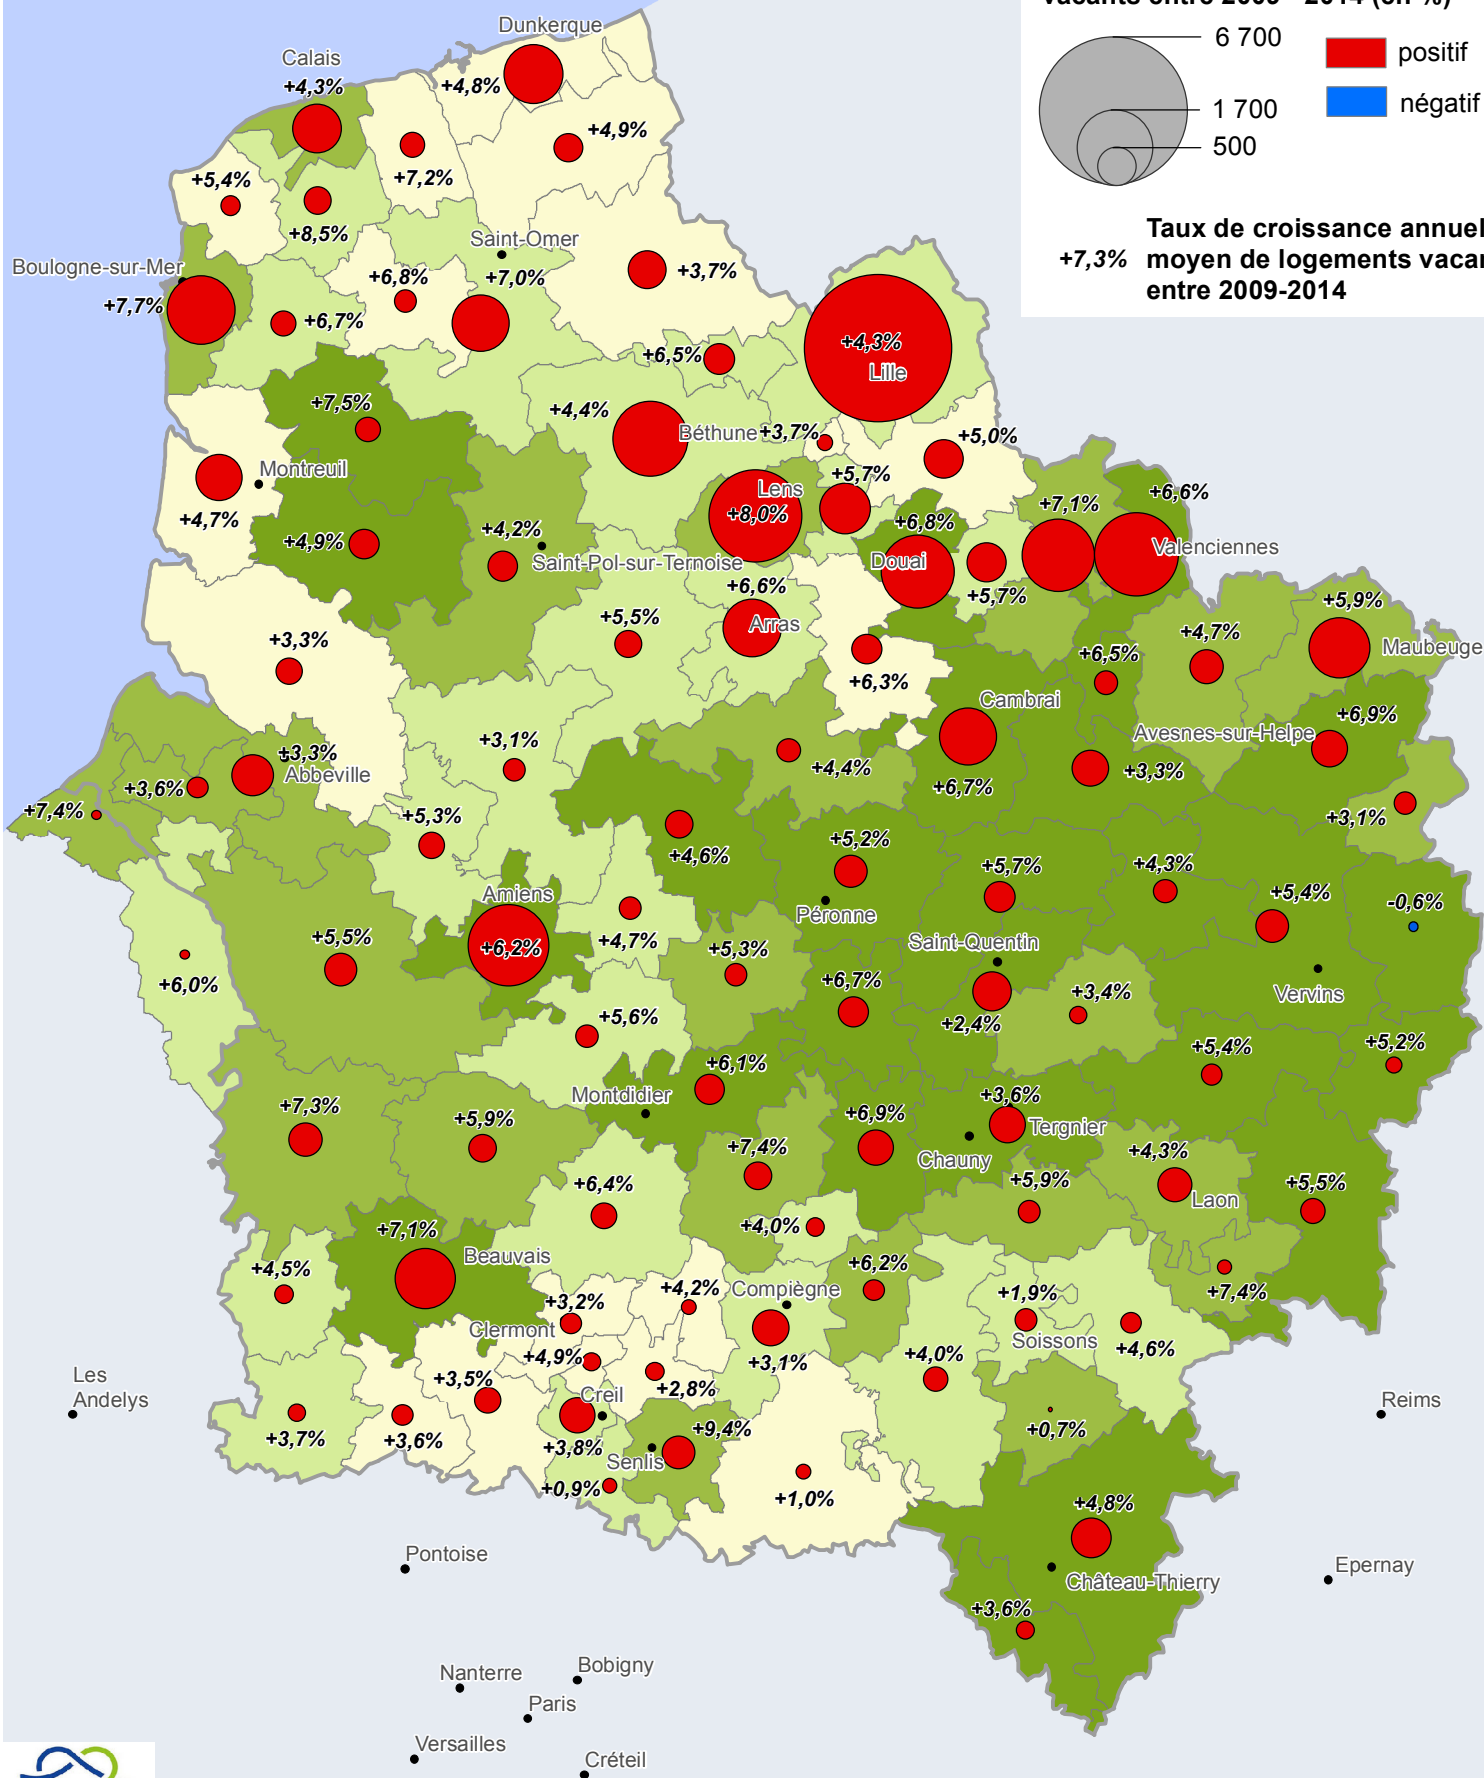 6 700
1 700
500
positif
négatif
Taux de croissance annuel
+7,3% moyen de logements vacan
entre 2009-2014
Dunkerque
Calais
+4,3%
+4,8%
+4,9%
+7,2%
+5,4%
+8,5%
Saint-Omer
Boulogne-sur-Mer
+6,8%
+7,0%
+3,7%
+7,7%
+6,7%
+4,3%
Lille
+6,5%
+7,5%
+4,4%
Béthune
+3,7%
+5,0%
Montreuil
+5,7%
Lens
+8,0%
+7,1%
+6,6%
+4,7%
+4,9%
+4,2%
Saint-Pol-sur-Ternoise
+6,8%
Douai
Valenciennes
+6,6%
+5,7%
+5,5%
Arras
+5,9%
+4,7%
Maubeuge
+3,3%
+6,5%
+6,3%
Cambrai
+6,9%
Avesnes-sur-Helpe
+3,1%
+3,3%
Abbeville
+3,6%
+4,4%
+3,3%
+6,7%
+7,4%
+5,3%
+3,1%
+4,6%
+5,2%
+5,7%
+4,3%
+5,4%
-0,6%
Amiens
Péronne
+5,5%
+6,2%
+4,7%
+5,3%
Saint-Quentin
+6,0%
+6,7%
+3,4%
Vervins
+5,6%
+2,4%
+5,4%
+5,2%
+6,1%
Montdidier
+7,3%
+5,9%
+6,9%
+3,6%
Tergnier
Chauny
+7,4%
+4,3%
+6,4%
+5,9%
Laon
+5,5%
+7,1%
+4,0%
Beauvais
+4,5%
+6,2%
+4,2%
Compiègne
+7,4%
+3,2%
+1,9%
Clermont
Soissons
+4,6%
+4,9%
+3,1%
+4,0%
Les
Andelys
+3,5%
+2,8%
Creil
Reims
+3,7%
+3,6%
+3,8%
+9,4%
+0,7%
Senlis
+0,9%
+1,0%
+4,8%
Pontoise
Epernay
Château-Thierry
+3,6%
Nanterre
Bobigny
Paris
Versailles
Créteil